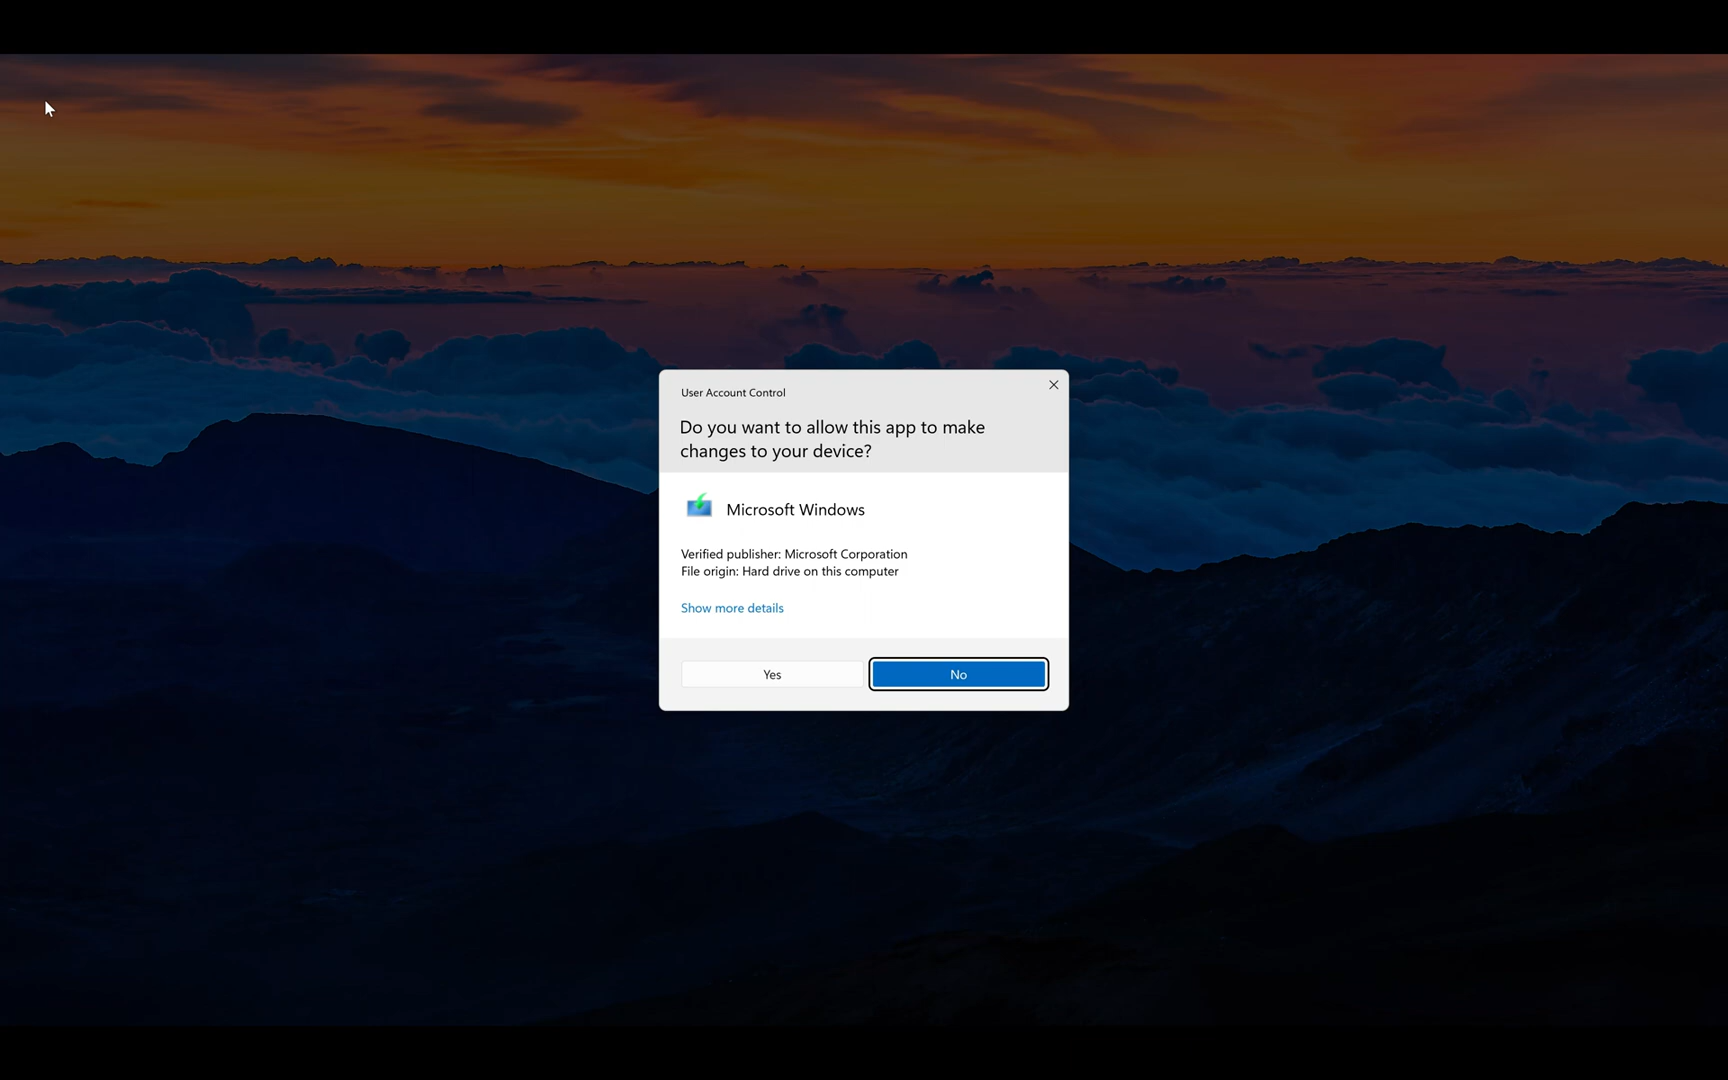 User Account Control
Do you want to allow this app to make
changes to your device?
Microsoft Windows
Verified publisher: Microsoft Corporation
File origin: Hard drive on this computer
Show more details
Yes
No